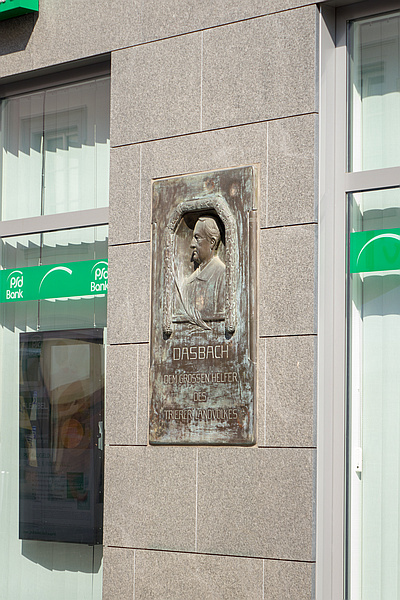 PSD
Bank
PSD
Bank
DASBACH
DEM GROSSEN HELFER
DES
TRIERER LANDVOLKES